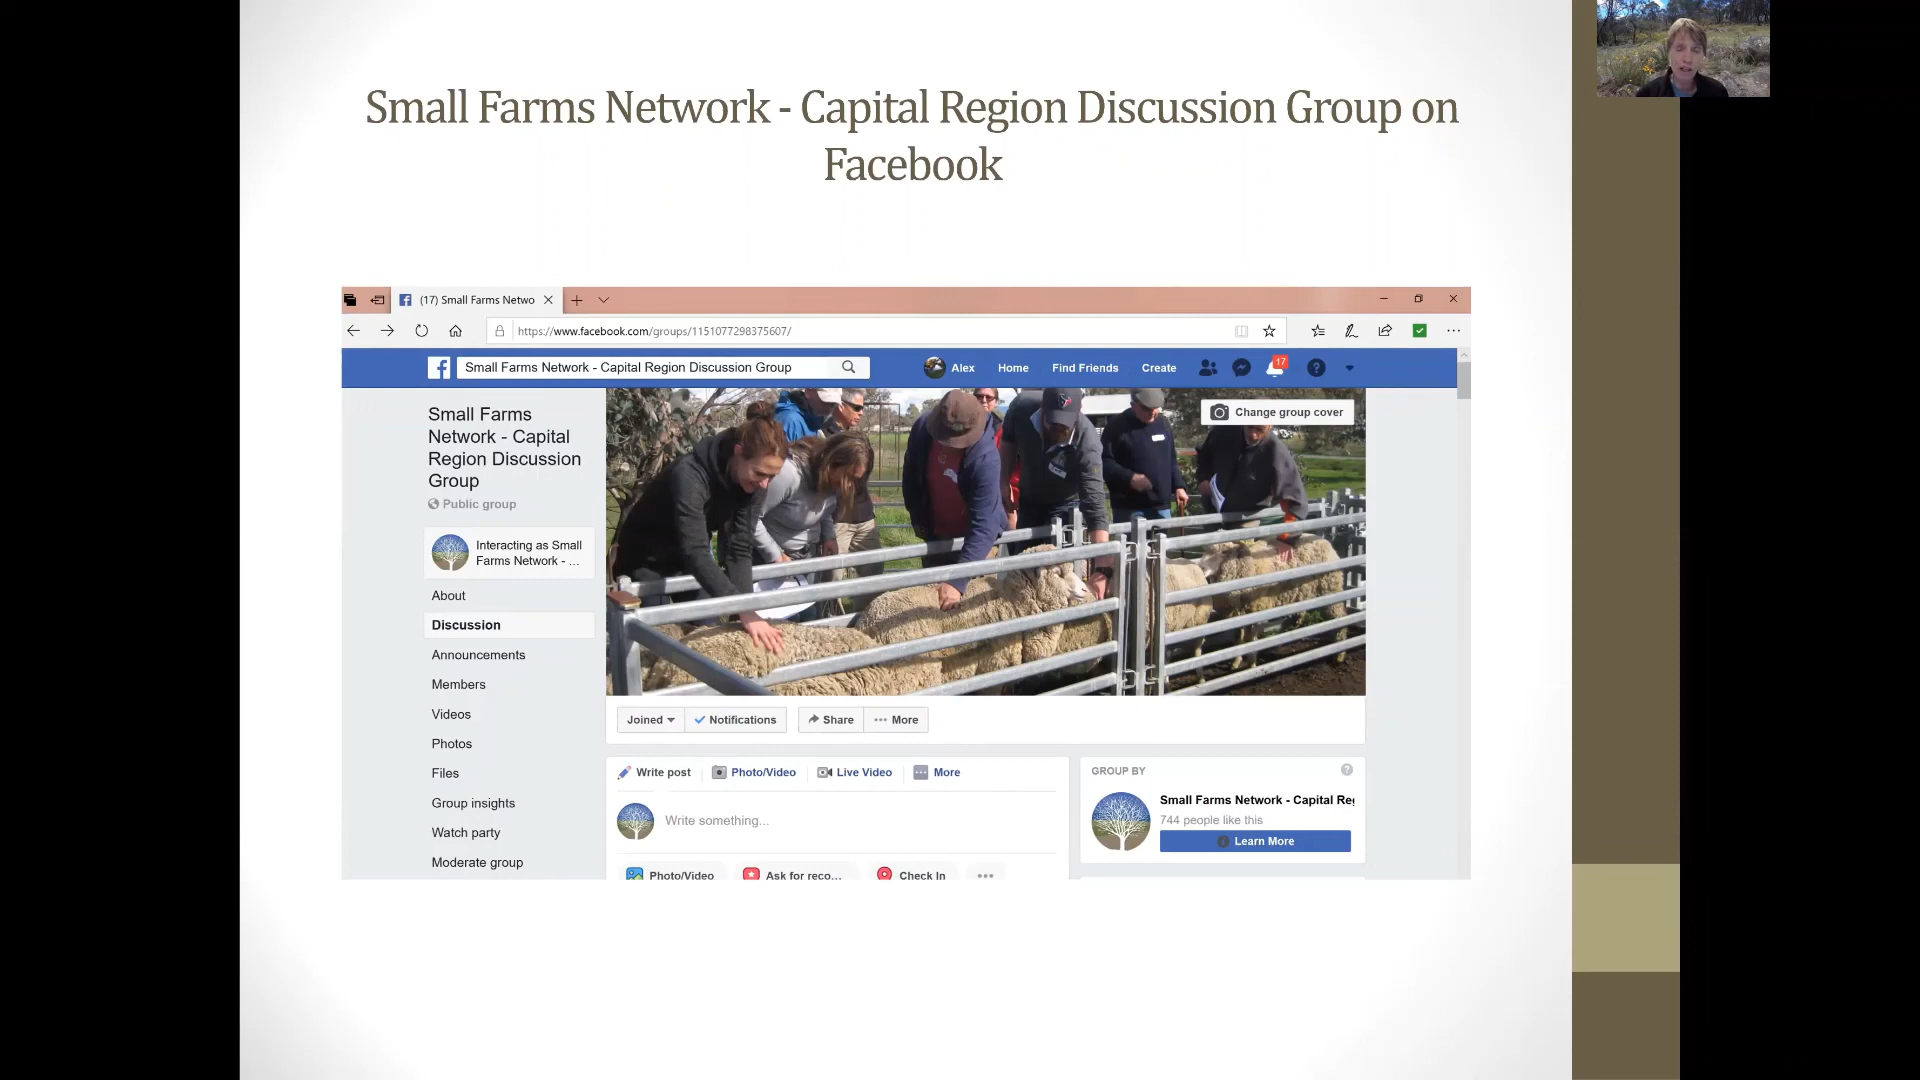 Small Farms Network - Capital Region Discussion Group on
Facebook
(17) Small Farms Netwo
https://www.facebook.com/groups/1151077298375607/
Small Farms Network - Capital Region Discussion Group
Alex
Home
Find Friends
Create
17
Small Farms
Network - Capital
Region Discussion
Group
Public group
Interacting as Small
Farms Network - ...
About
Discussion
Announcements
Members
Videos
Photos
Files
Group insights
Watch party
Moderate group
Change group cover
Joined
Notifications
Share
More
Write post
Photo/Video
Live Video
More
Write something...
Photo/Video
Ask for reco...
Check In
GROUP BY
Small Farms Network - Capital Re
744 people like this
Learn More